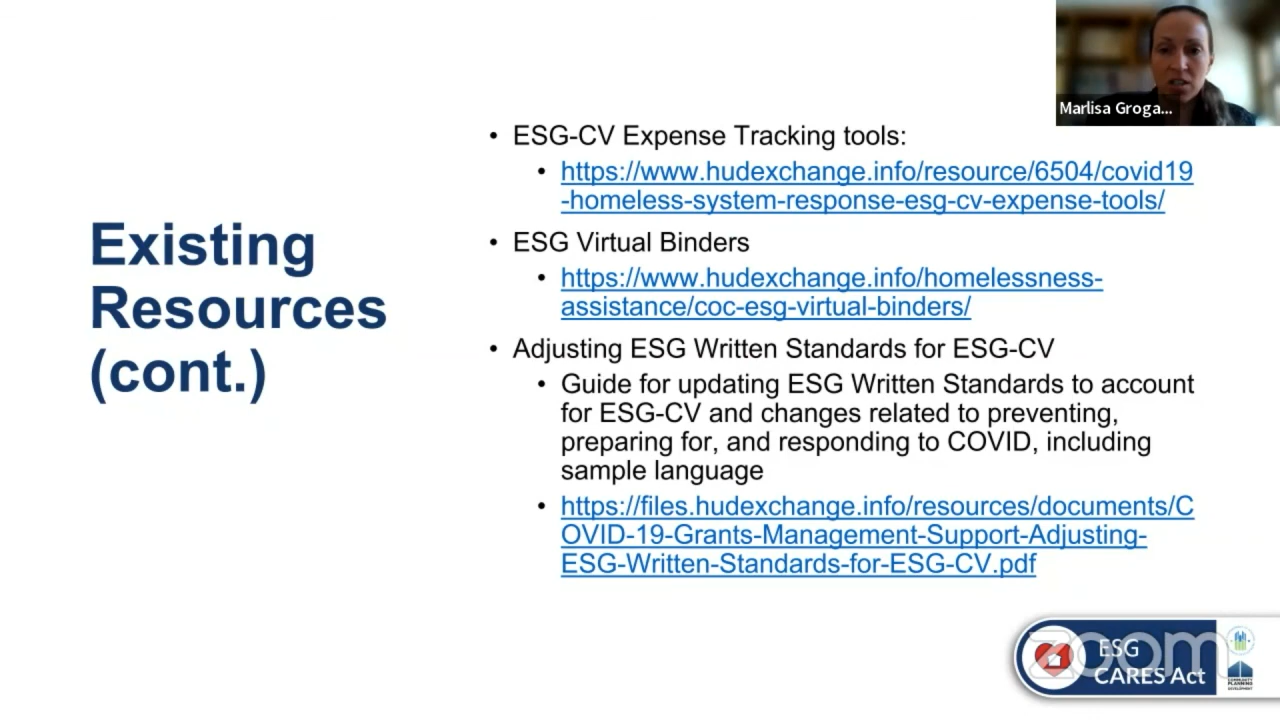 Marlisa Groga...
Existing
Resources
(cont.)
• ESG-CV Expense Tracking tools:
• https://www.hudexchange.info/resource/6504/covid19
-homeless-system-response-esg-cv-expense-tools/
• ESG Virtual Binders
• https://www.hudexchange.info/homelessness-
assistance/coc-esg-virtual-binders/
• Adjusting ESG Written Standards for ESG-CV
• Guide for updating ESG Written Standards to account
for ESG-CV and changes related to preventing,
preparing for, and responding to COVID, including
sample language
• https://files.hudexchange.info/resources/documents/C
OVID-19-Grants-Management-Support-Adjusting-
ESG-Written-Standards-for-ESG-CV.pdf
zoom
ESG
CARES Act
COMMUNITY
PLANNING
DEVELOPMENT